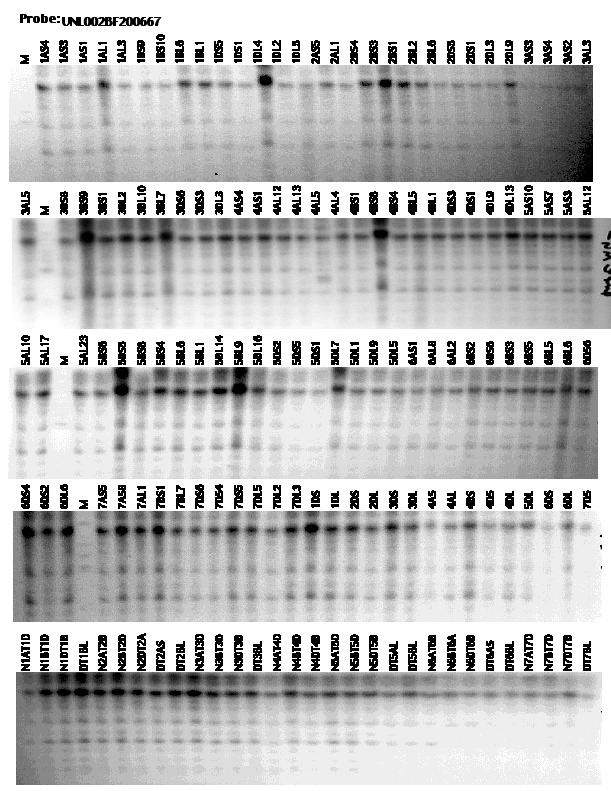 Probe: UNL002BF200667
M 1AS4 1AS3 1AS1 1AL1 1AL3 1BS9 1BS10 1BL6 1BL1 1DS5 1DS1 1DL4 1DL2 2AS5 2AL1 2BS4 2BS3 2BS1 2BL2 2BL6 2DS5 2DS1 2DL3 2DL9 3AS3 3AS4 3AS2 3AL3
3AL5 M 3BS8 3BS9 3BS1 3BL2 3BL10 3BL7 3DS6 3DS3 3DL3 4AS4 4AS1 4AL12 4AL13 4AL5 4AL4 4BS1 4BS8 4BS4 4BL5 4BL1 4DS3 4DS1 4DL9 4DL13 5AS10 5AS7 5AS3 5AL12
5AL10 5AL17 M 5AL23 5BS6 5BS5 5BS8 5BS4 5BL6 5BL1 5BL14 5BL9 5BL16 5DS2 5DS5 5DS1 5DL7 5DL1 5DL9 5DL5 6AS1 6AL8 6AL2 6BS2 6BS3 6BS5 6BL5 6BL6 6DS6
6DS4 6DS2 6DL6 M 7AS5 7AS8 7AL1 7BS1 7BL7 7DS6 7DS4 7DS5 7DL5 7DL2 7DL3 1DS 1DL 2DS 2DL 3DS 3DL 4AS 4AL 4BS 4DS 4DL 5DL 6DS 6DL 7DS
N1AT1D N1BT1D N1DT1B DT1BL N2AT2B N2BT2D N2DT2A DT2AS DT2BL N3AT3D N3BT3D N3DT3B DT3BL N4AT4D N4BT4D N4DT4B N5AT5D N5BT5D N5DT5B DT5AL DT5BL N6AT6B N6BT6A N6DT6B DT6AS DT6BL N7AT7D N7BT7D N7DT7B DT7BL